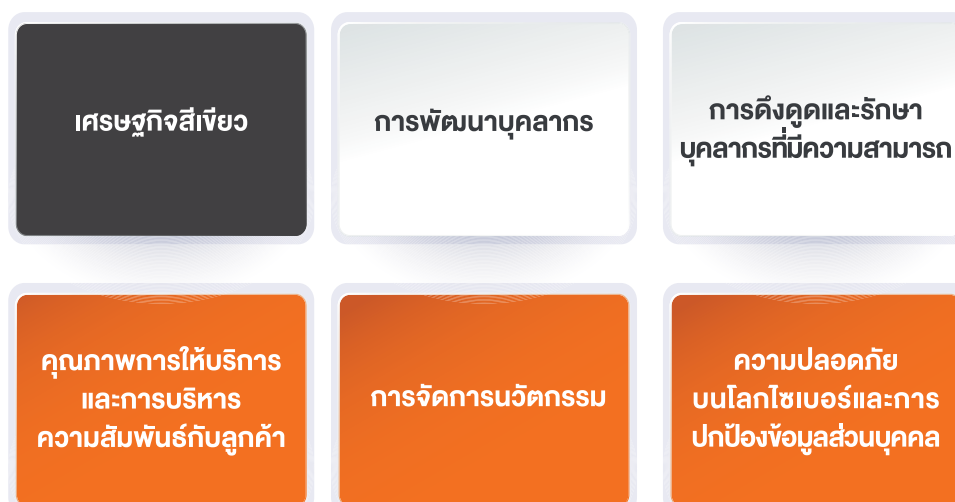 เศรษฐกิจสีเขียว
การพัฒนาบุคลากร
การดึงดูดและรักษา
บุคลากรที่มีความสามารถ
คุณภาพการให้บริการ
และการบริหาร
ความสัมพันธ์กับลูกค้า
การจัดการนวัตกรรม
ความปลอดภัย
บนโลกไซเบอร์และการ
ปกป้องข้อมูลส่วนบุคคล